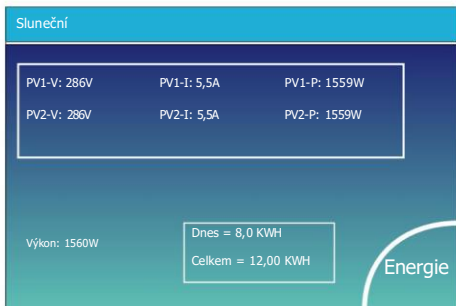 Sluneční
PV1-V: 286V PV1-I: 5,5A PV1-P: 1559W
PV2-V: 286V PV2-I: 5,5A PV2-P: 1559W
Výkon: 1560W
Dnes = 8,0 KWH
Celkem = 12,00 KWH
Energie